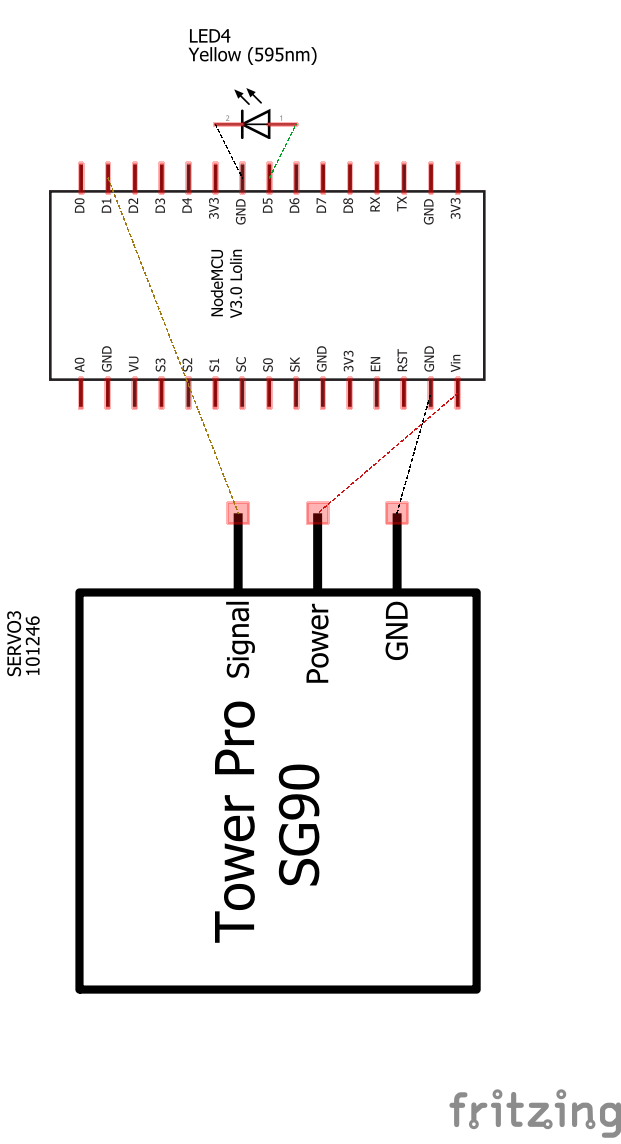 LED4
Yellow (595nm)
2
1
D0
D1
D2
D3
D4
3V3
GND
D5
D6
D7
D8
RX
TX
GND
3V3
NodeMCU
V3.0 Lolin
A0
GND
VU
S3
S2
S1
SC
S0
SK
GND
3V3
EN
RST
GND
Vin
SERVO3
101246
Signal
Power
GND
Tower Pro
SG90
fritzing